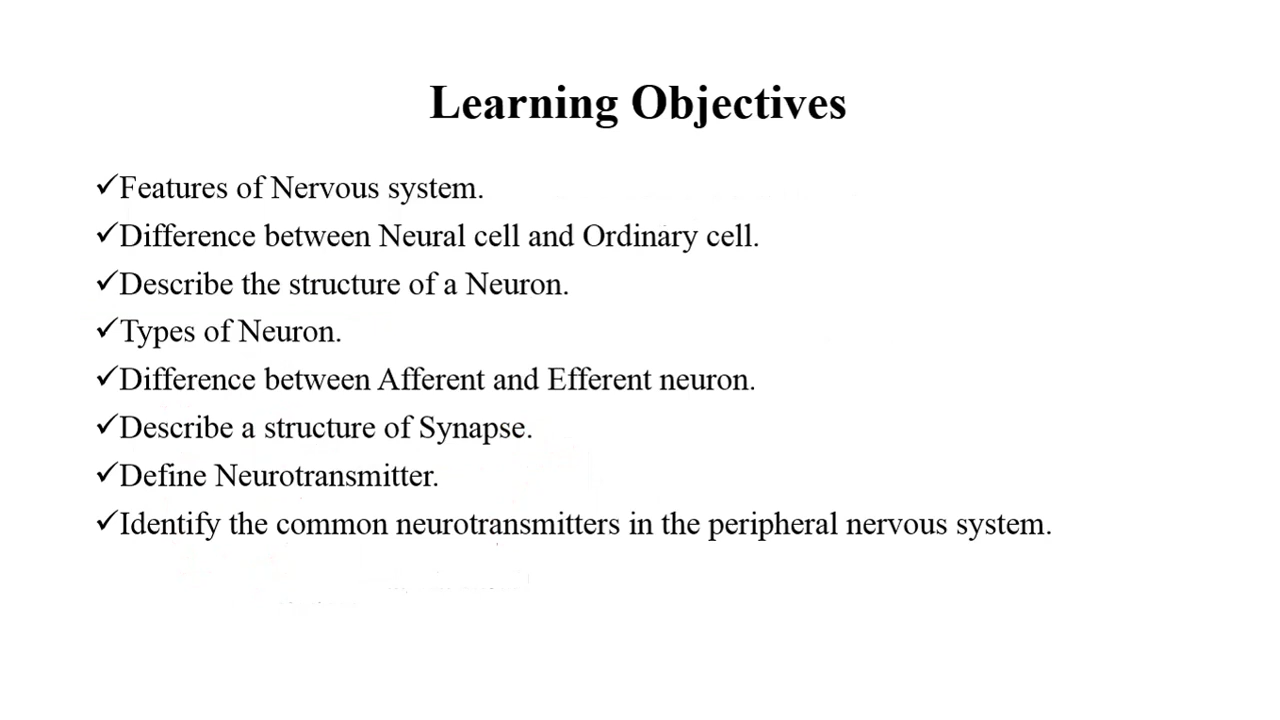 Learning Objectives
✓Features of Nervous system.
✓Difference between Neural cell and Ordinary cell.
✓Describe the structure of a Neuron.
✓Types of Neuron.
✓Difference between Afferent and Efferent neuron.
✓Describe a structure of Synapse.
✓Define Neurotransmitter.
✓Identify the common neurotransmitters in the peripheral nervous system.